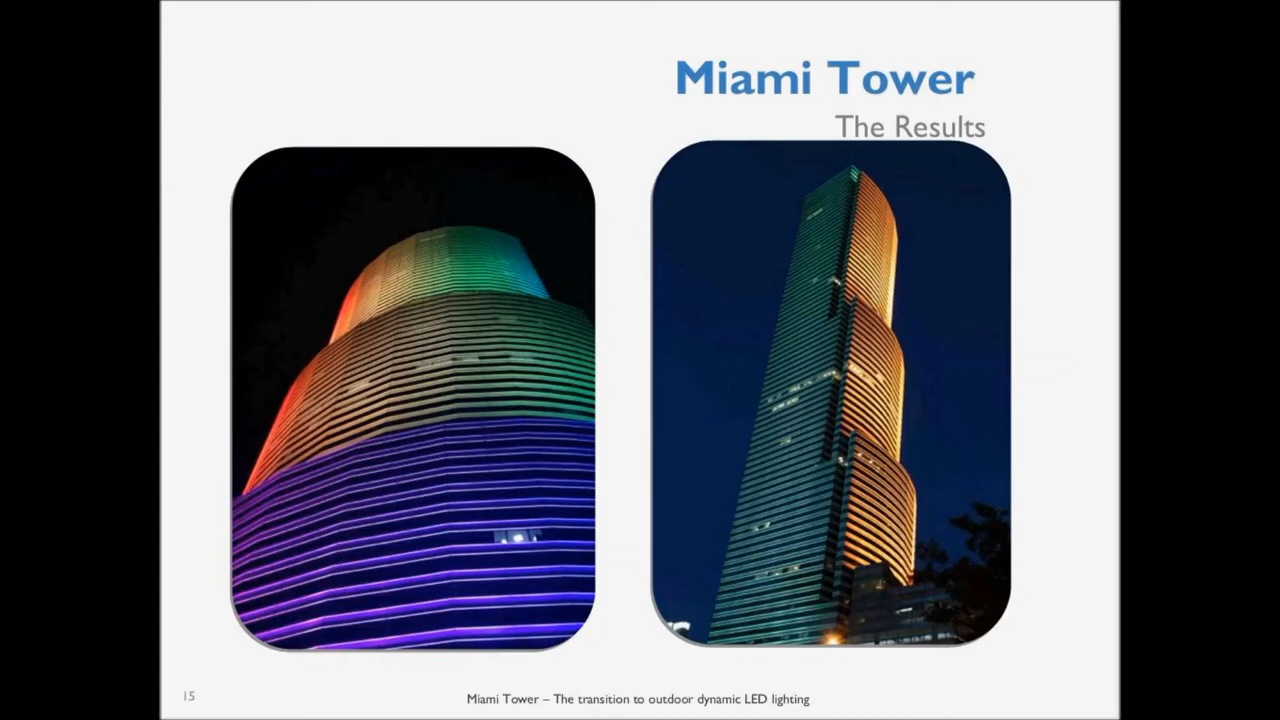 Miami Tower
The Results
15
Miami Tower – The transition to outdoor dynamic LED lighting